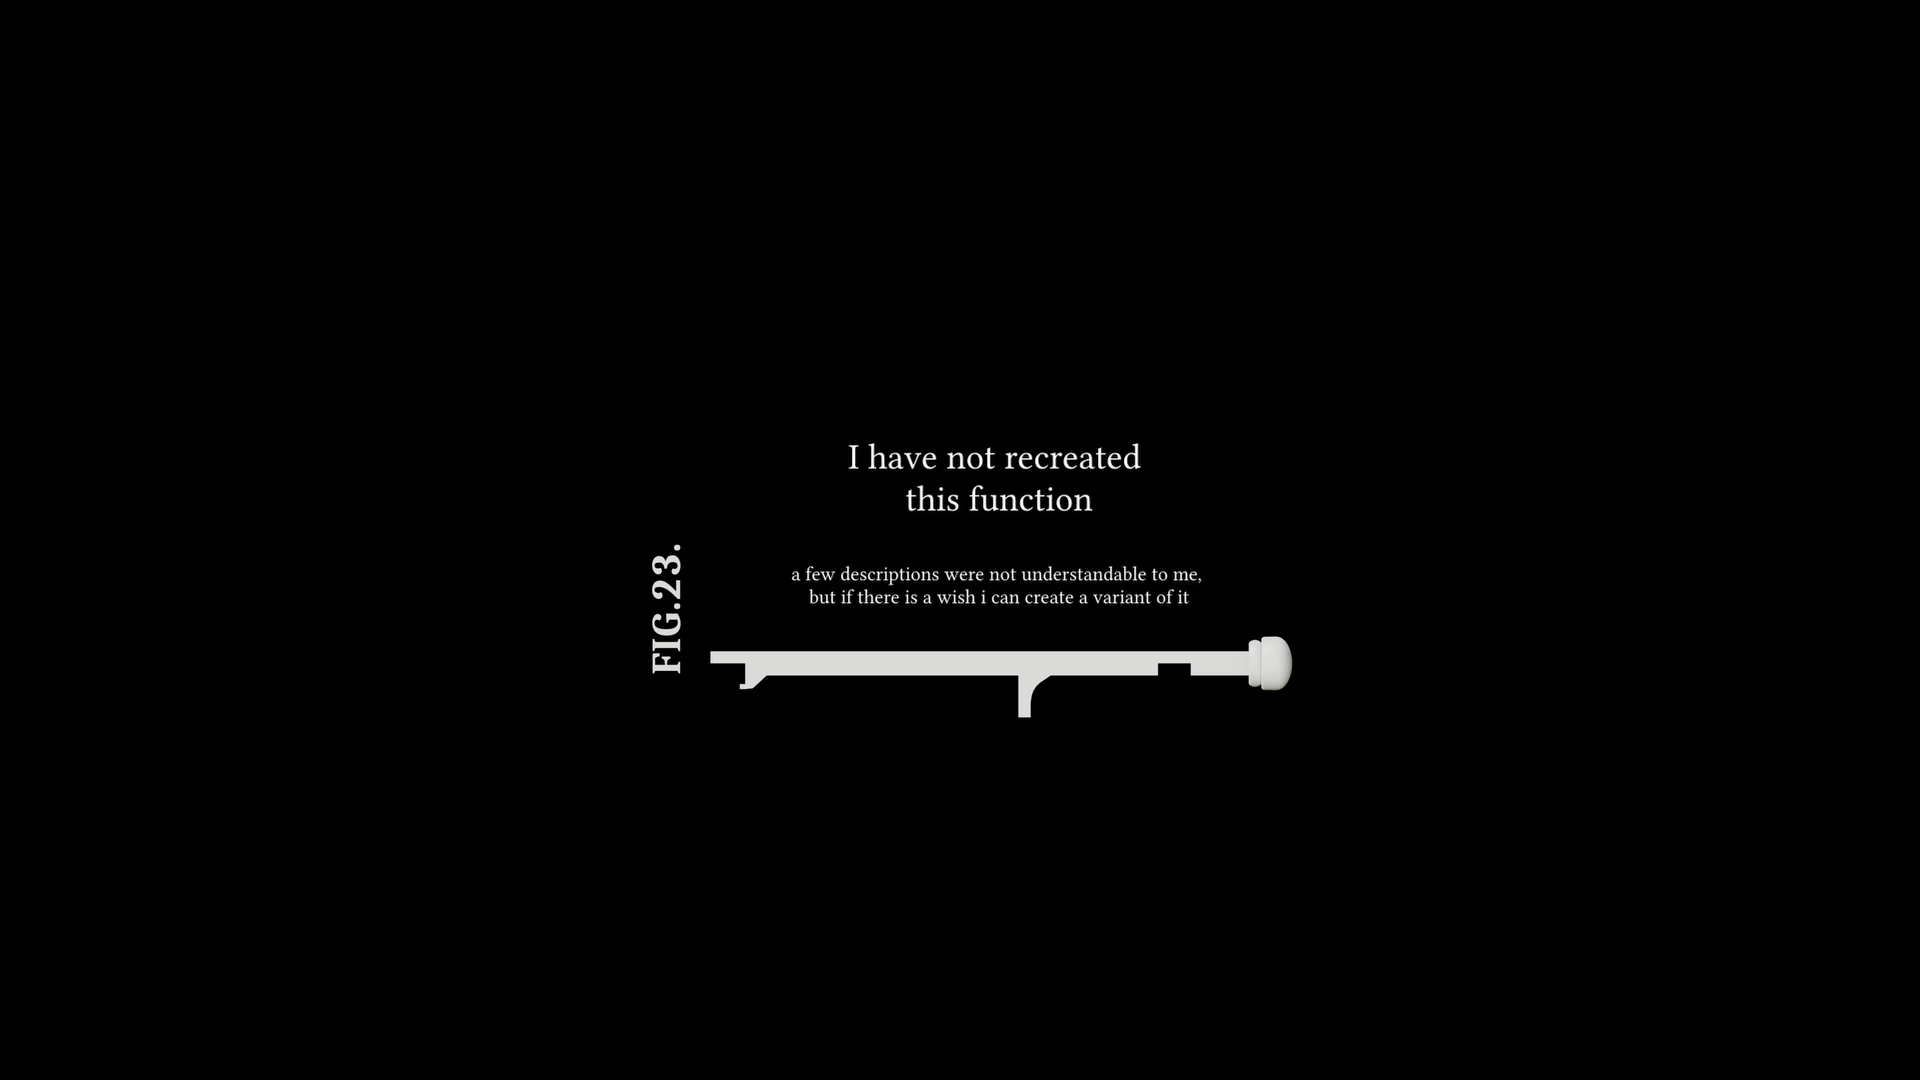 I have not recreated
this function
a few descriptions were not understandable to me,
but if there is a wish i can create a variant of it
FIG.23.